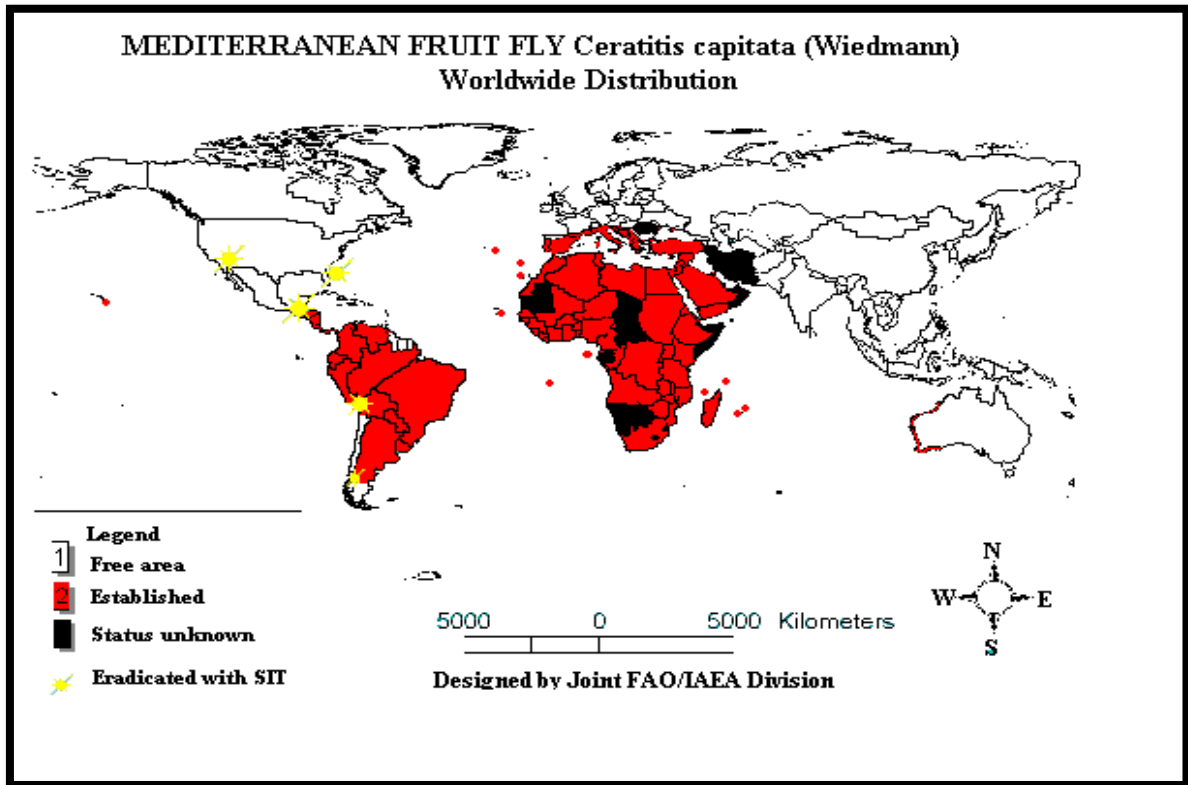 MEDITERRANEAN FRUIT FLY Ceratitis capitata (Wiedmann)
Worldwide Distribution
Legend
1 Free area
2 Established
Status unknown
Eradicated with SIT
5000 0 5000 Kilometers
Designed by Joint FAO/IAEA Division
N
W E
S